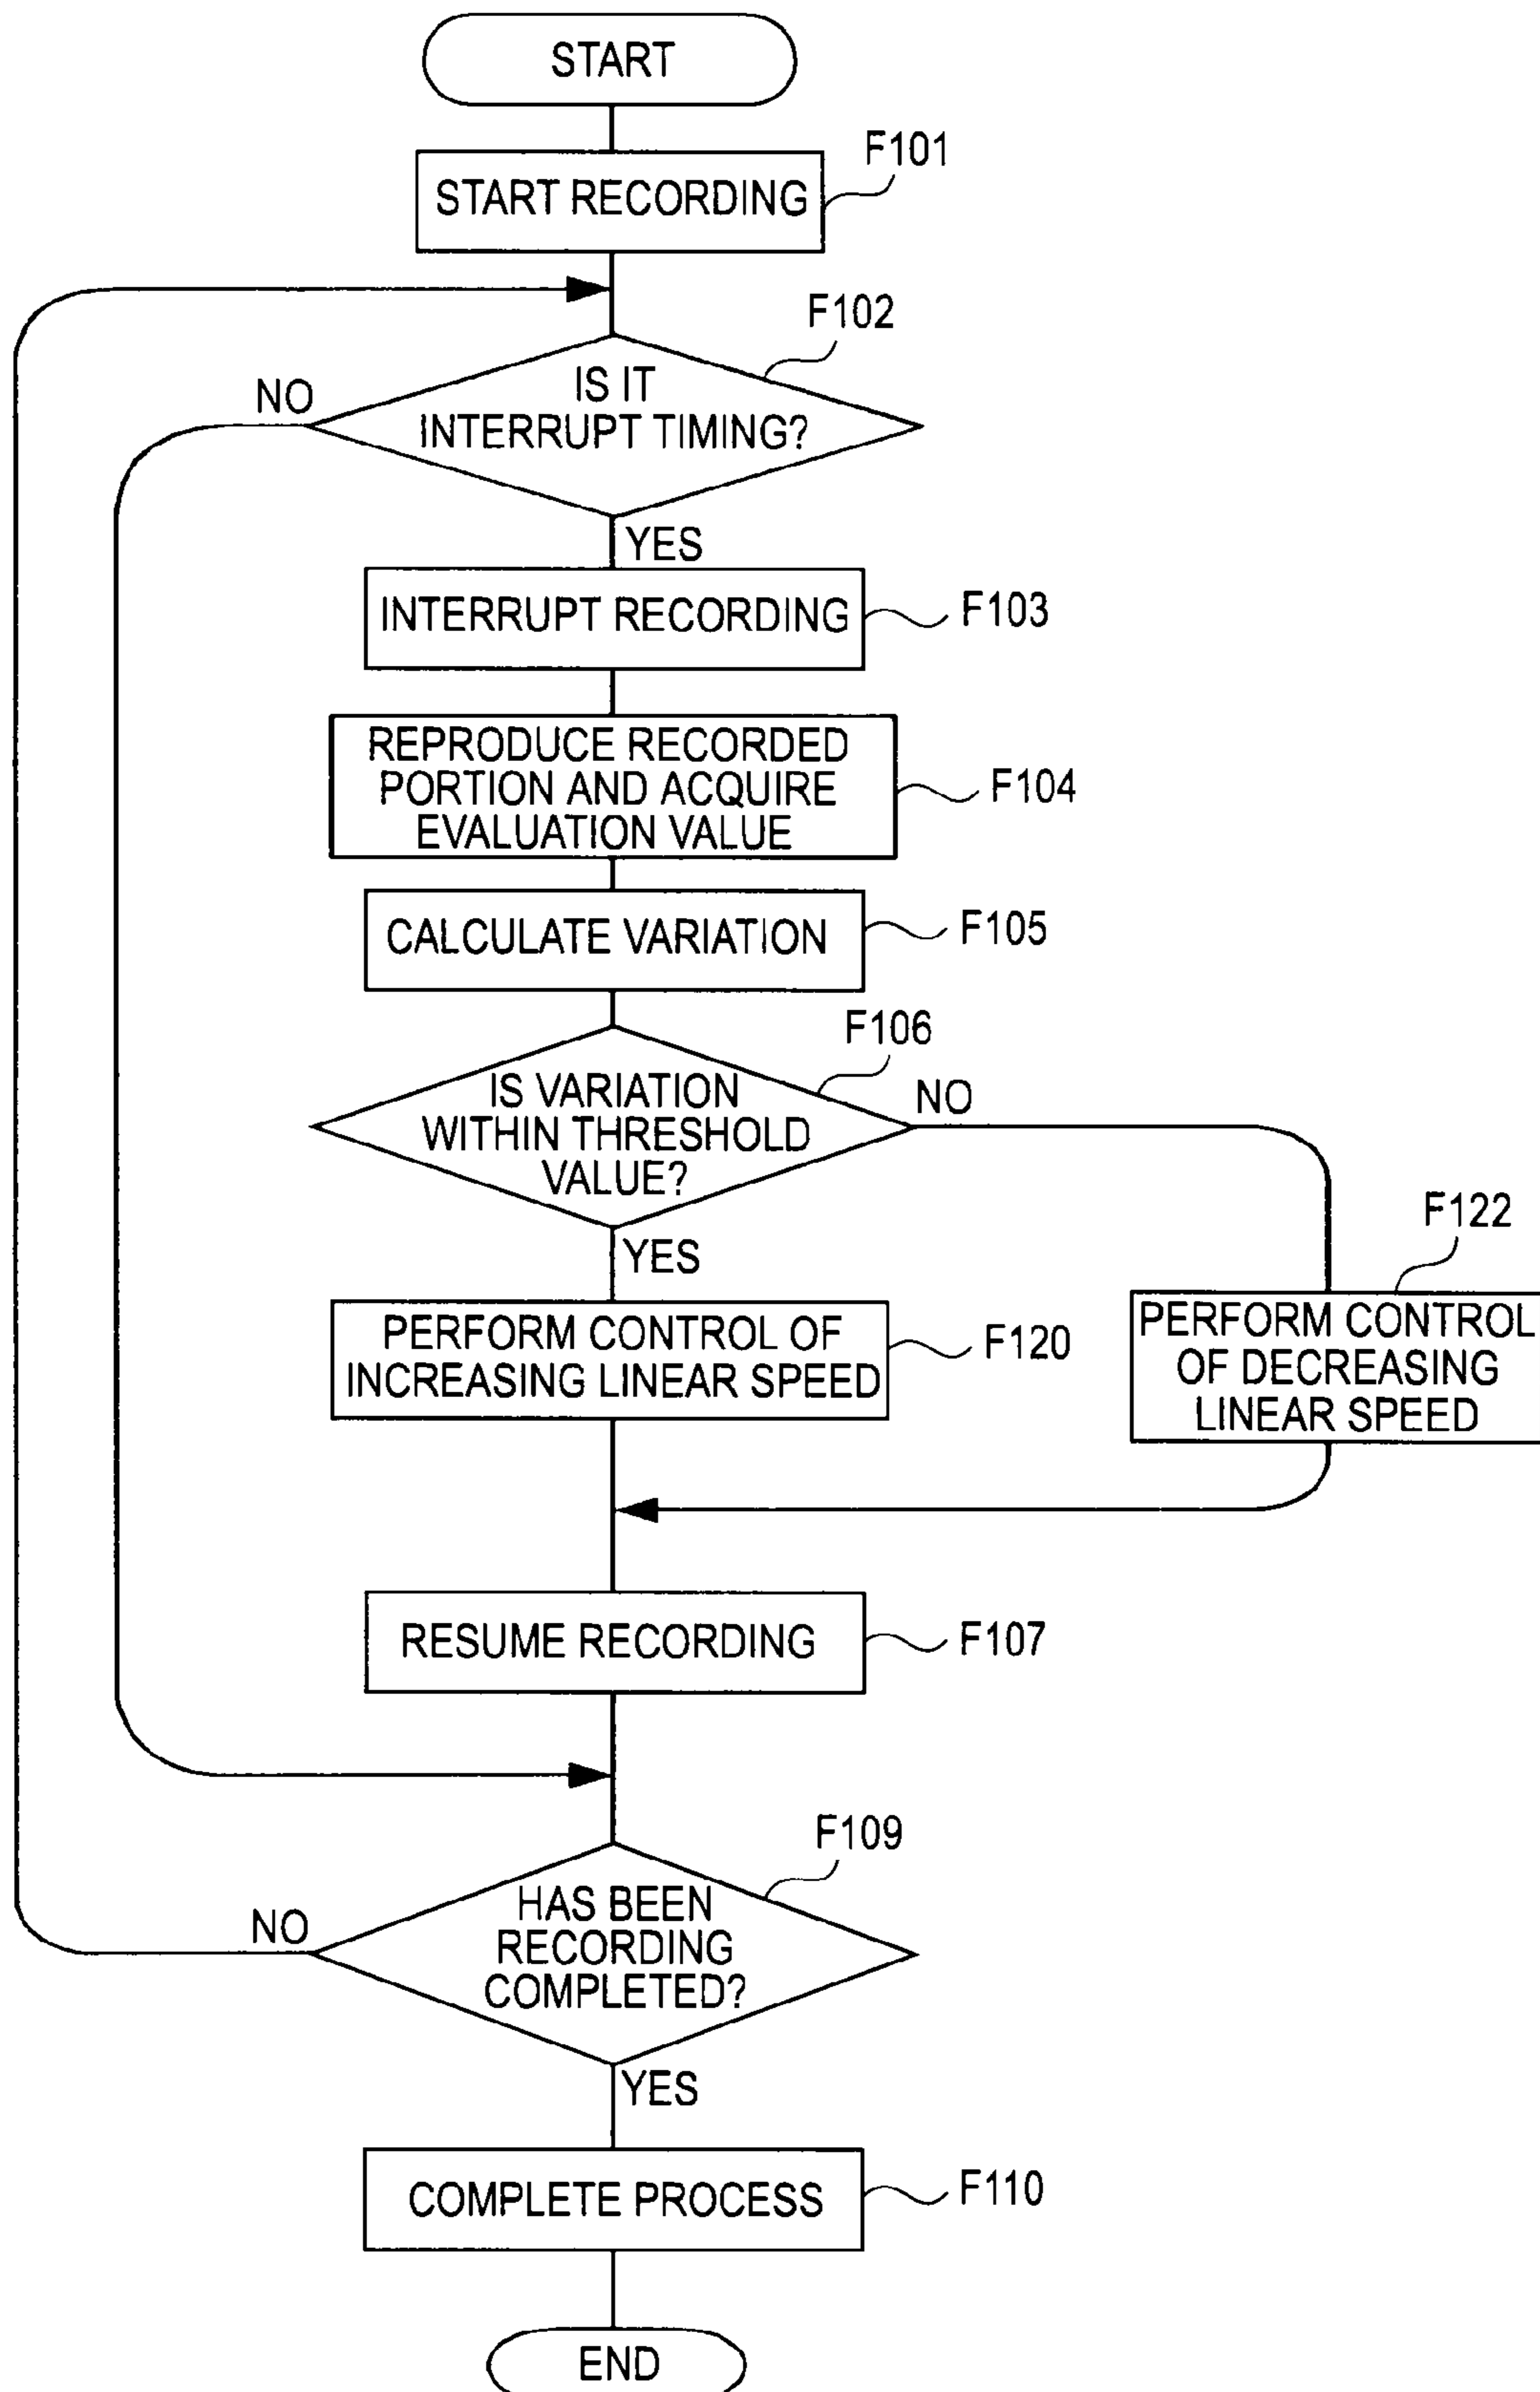 START
F101
START RECORDING
F102
NO
IS IT
INTERRUPT TIMING?
YES
INTERRUPT RECORDING
F103
REPRODUCE RECORDED
PORTION AND ACQUIRE
EVALUATION VALUE
F104
CALCULATE VARIATION
F105
F106
IS VARIATION
WITHIN THRESHOLD
VALUE?
NO
YES
F122
PERFORM CONTROL OF
INCREASING LINEAR SPEED
F120
PERFORM CONTROL
OF DECREASING
LINEAR SPEED
RESUME RECORDING
F107
F109
NO
HAS BEEN
RECORDING
COMPLETED?
YES
COMPLETE PROCESS
F110
END